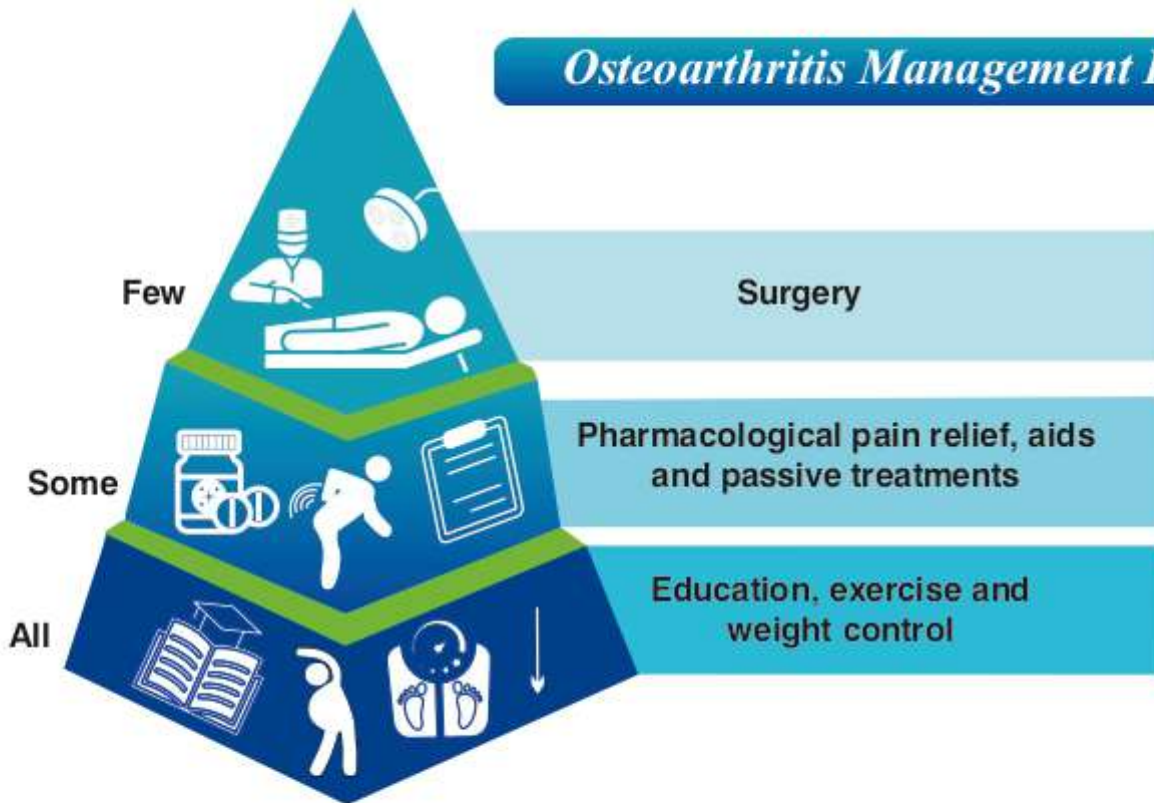 Osteoarthritis Management
Few
Surgery
Some
Pharmacological pain relief, aids
and passive treatments
All
Education, exercise and
weight control